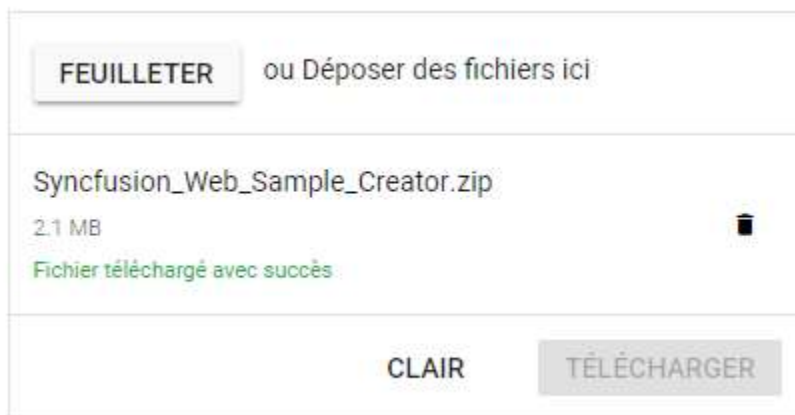 FEUILLETER ou Déposer des fichiers ici
Syncfusion_Web_Sample_Creator.zip
2.1 MB
Fichier téléchargé avec succès
CLAIR TÉLÉCHARGER